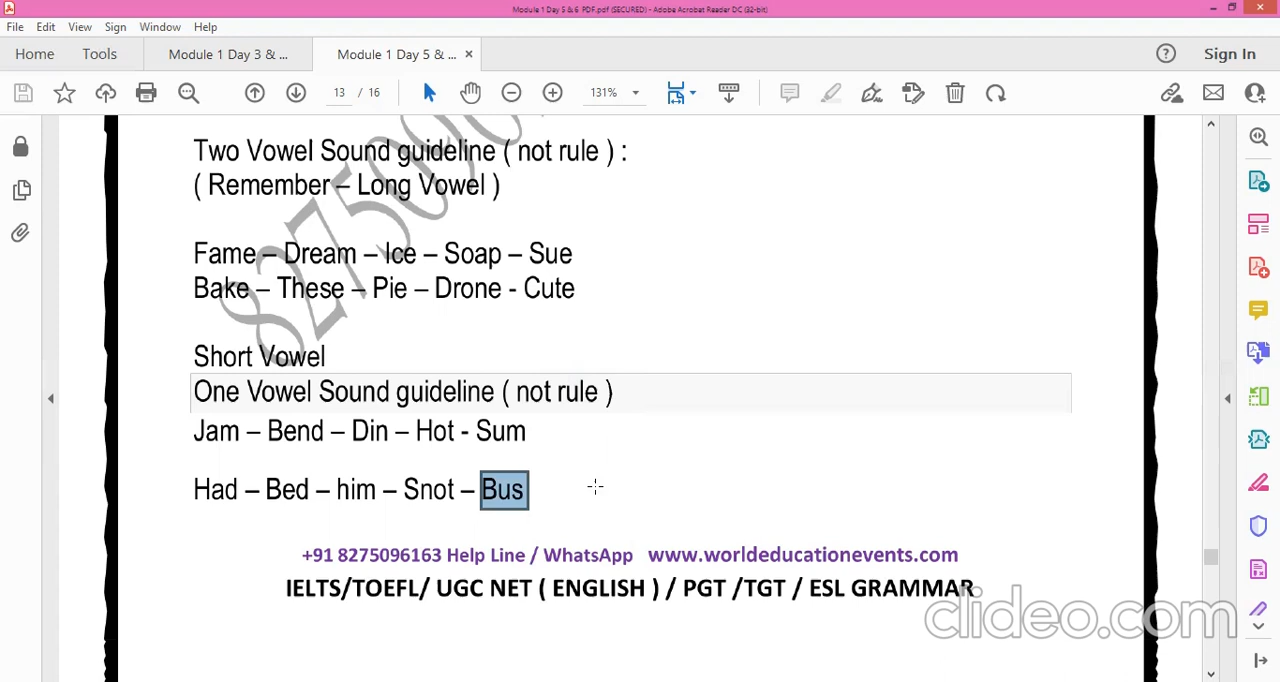 Module 1 Day 5 & 6 PDF.pdf (SECURED) - Adobe Acrobat Reader DC (32-bit)
File Edit View Sign Window Help
Home Tools Module 1 Day 3 & ... Module 1 Day 5 & ... × Sign In
13 / 16 131%
Two Vowel Sound guideline ( not rule ) :
( Remember – Long Vowel )
Fame – Dream – Ice – Soap – Sue
Bake – These – Pie – Drone - Cute
Short Vowel
One Vowel Sound guideline ( not rule )
Jam – Bend – Din – Hot - Sum
Had – Bed – him – Snot – Bus
+91 8275096163 Help Line / WhatsApp www.worldeducationevents.com
IELTS/TOEFL/ UGC NET ( ENGLISH ) / PGT /TGT / ESL GRAMMAR
clideo.com